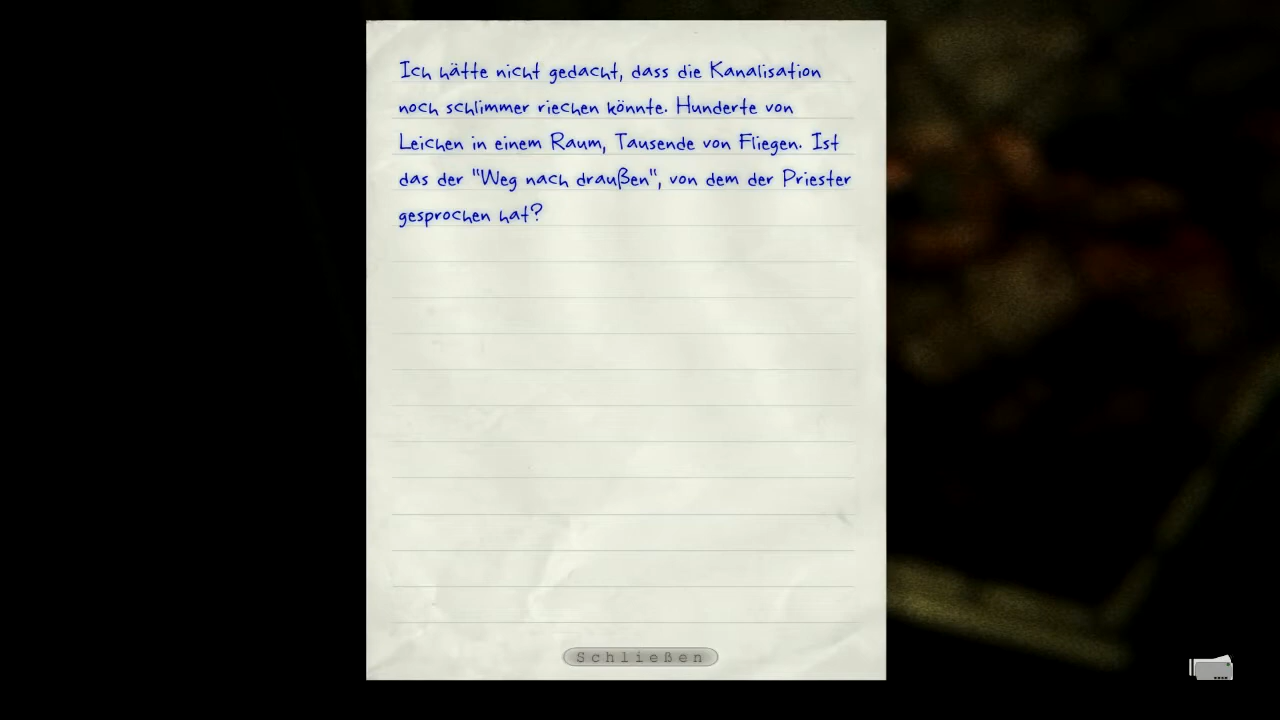 Ich hätte nicht gedacht, dass die Kanalisation
noch schlimmer riechen könnte. Hunderte von
Leichen in einem Raum, Tausende von Fliegen. Ist
das der "Weg nach draußen", von dem der Priester
gesprochen hat?
Schließen